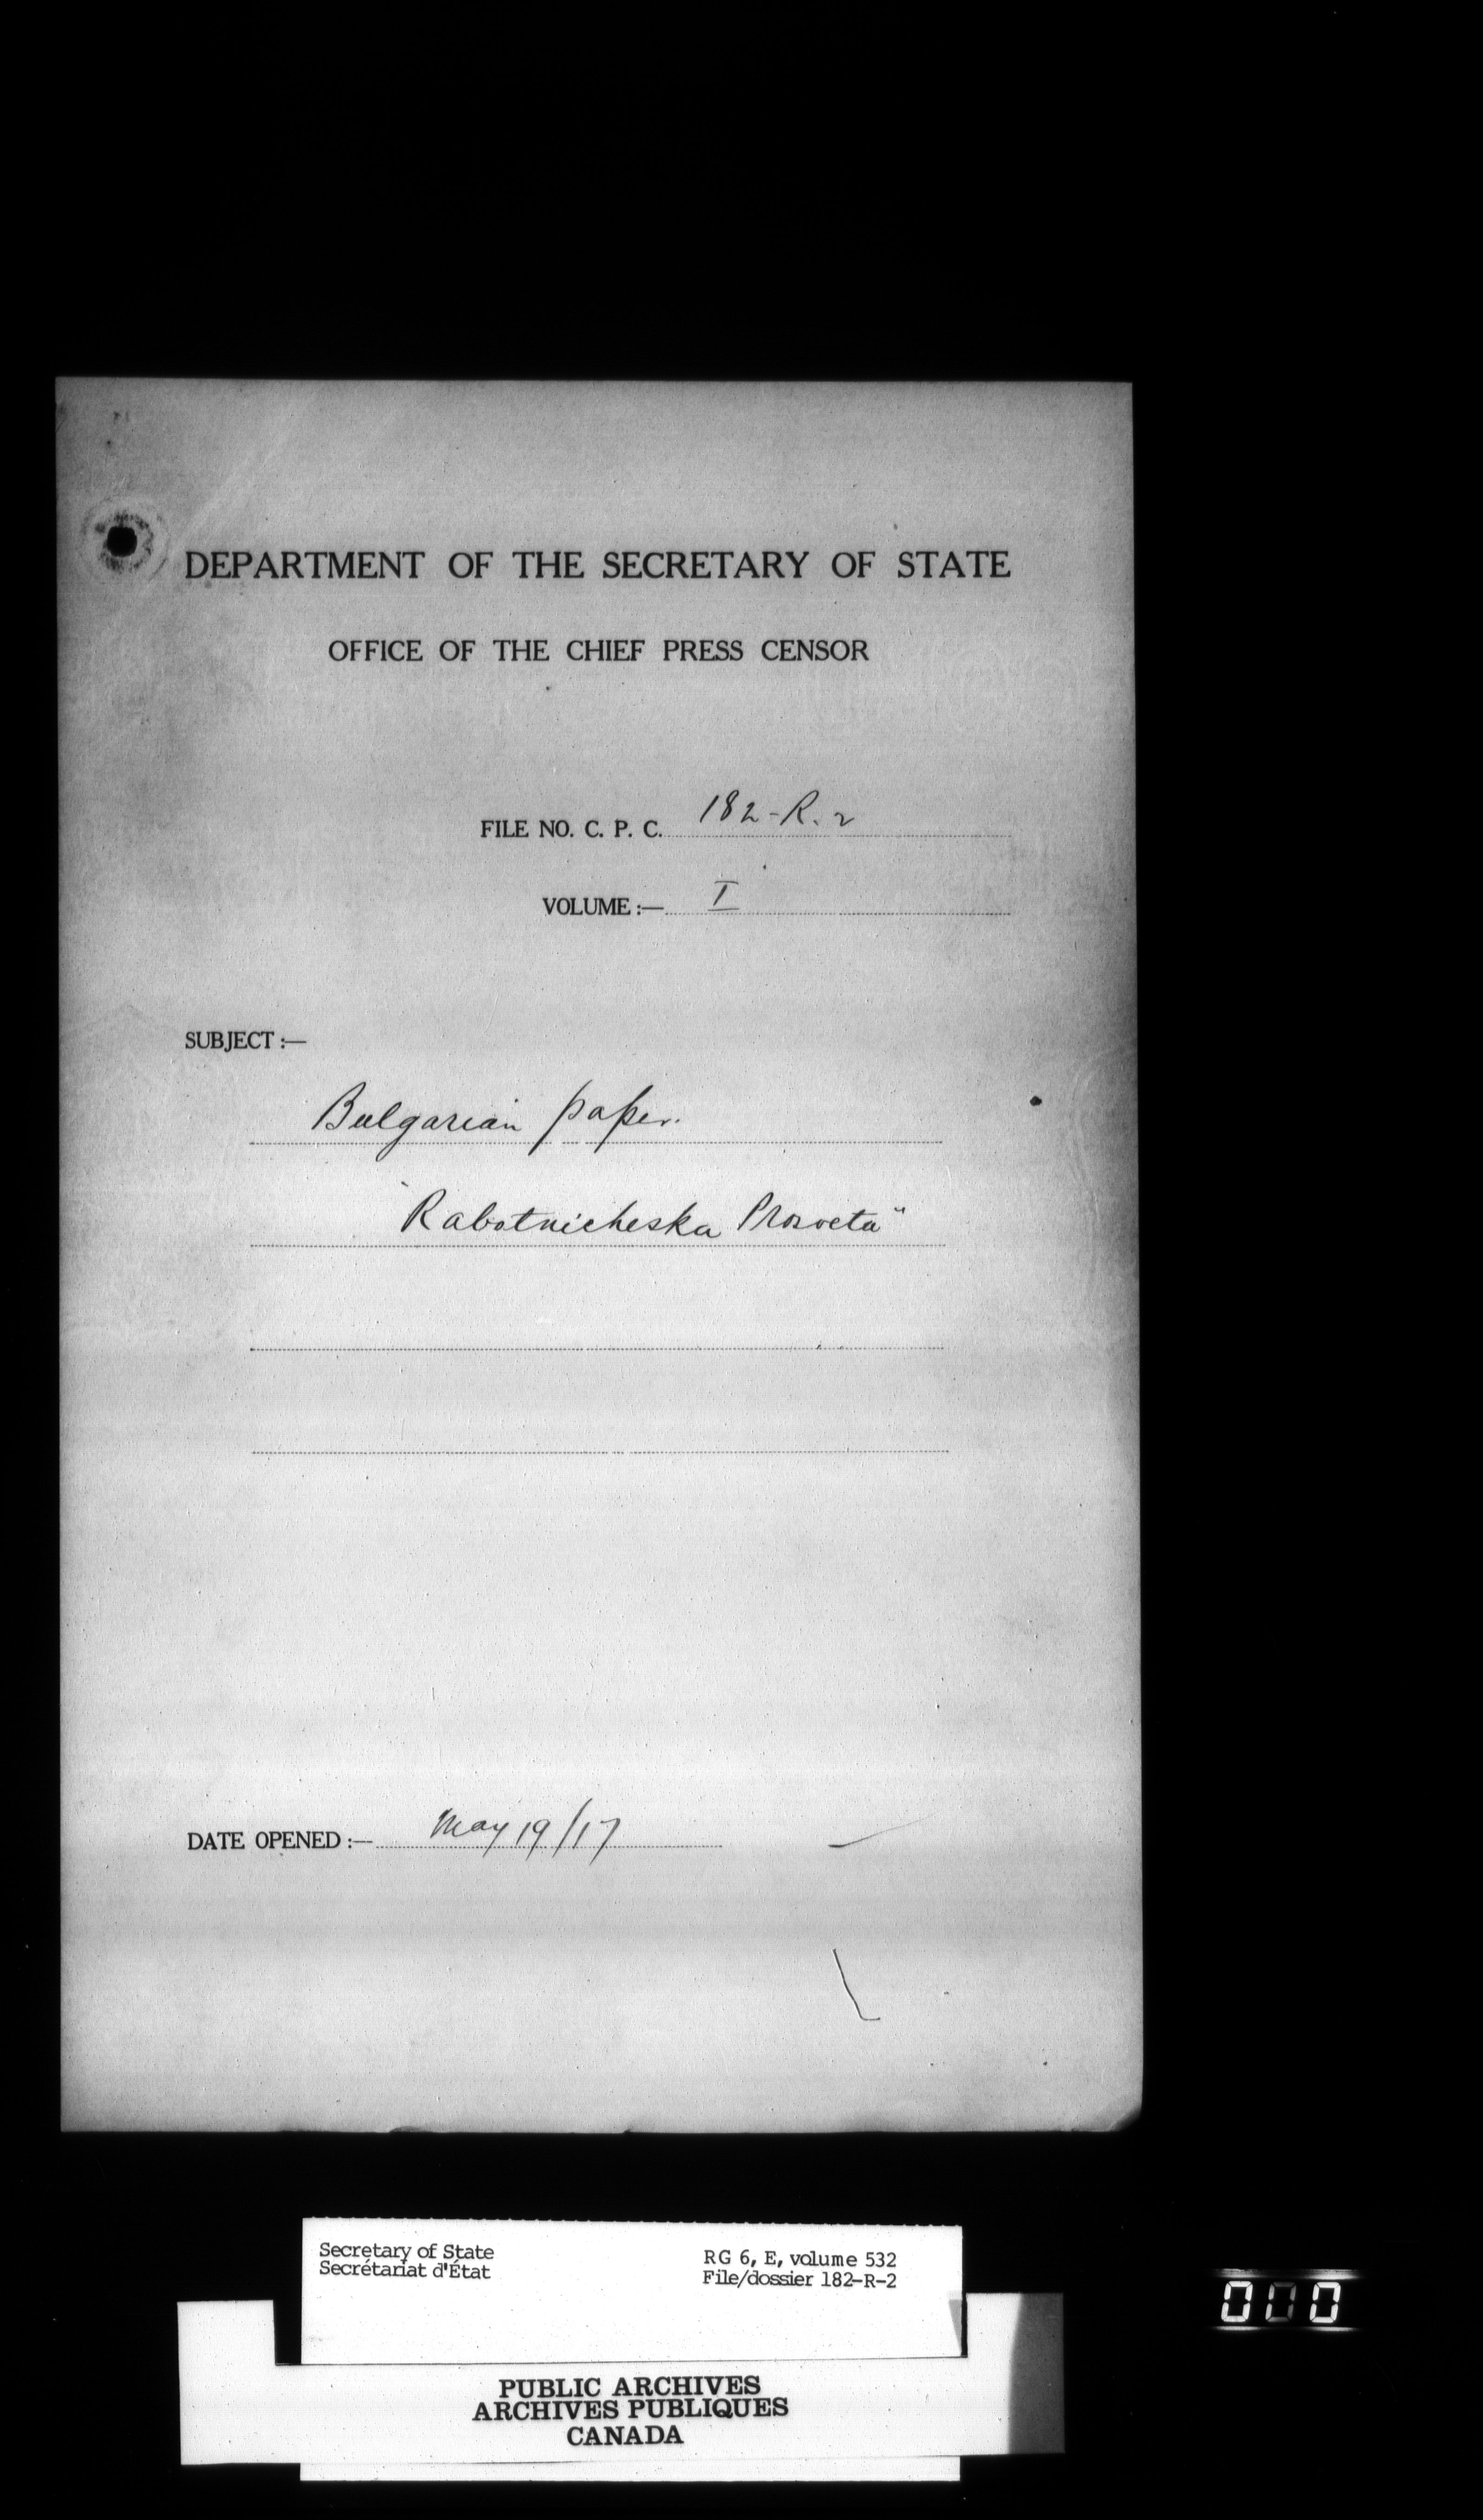 DEPARTMENT OF THE SECRETARY OF STATE
OFFICE OF THE CHIEF PRESS CENSOR
FILE NO. C. P. C. 182-R.2
VOLUME :— I
SUBJECT :—
Bulgarian paper.
"Rabotnicheska Prosveta"
DATE OPENED :— May 19/17
Secretary of State
Secrétariat d'État
RG 6, E, volume 532
File/dossier 182-R-2
PUBLIC ARCHIVES
ARCHIVES PUBLIQUES
CANADA
000